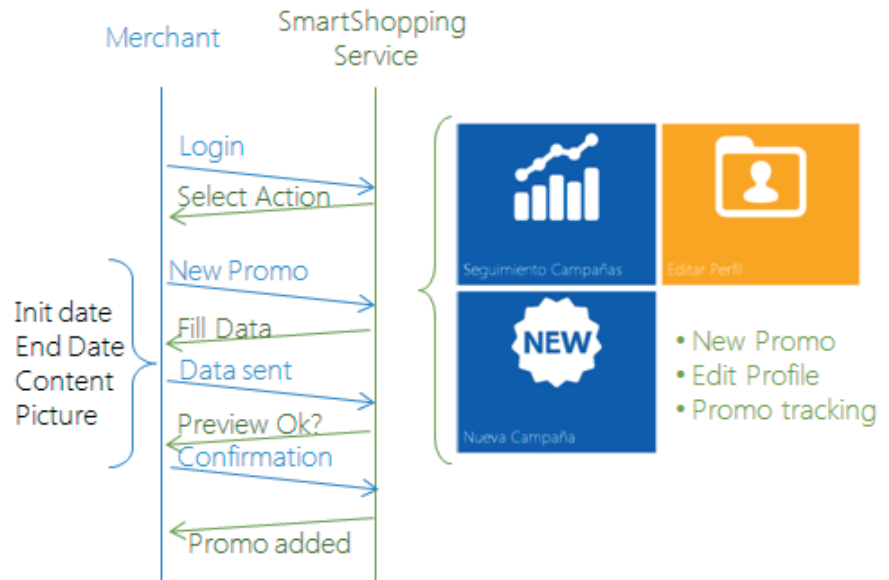 Merchant
SmartShopping
Service
Login
Select Action
New Promo
Fill Data
Data sent
Preview Ok?
Confirmation
Promo added
Init date
End Date
Content
Picture
Seguimiento Campañas
Editar Perfil
NEW
Nueva Campaña
• New Promo
• Edit Profile
• Promo tracking